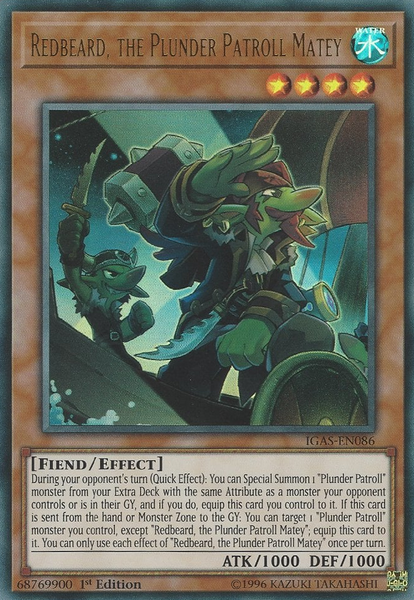 REDBEARD, THE PLUNDER PATROLL MATEY
WATER
水
IGAS-EN086
[FIEND/EFFECT]
During your opponent's turn (Quick Effect): You can Special Summon 1 "Plunder Patroll"
monster from your Extra Deck with the same Attribute as a monster your opponent
controls or is in their GY, and if you do, equip this card you control to it. If this card
is sent from the hand or Monster Zone to the GY: You can target 1 "Plunder Patroll"
monster you control, except "Redbeard, the Plunder Patroll Matey"; equip this card to
it. You can only use each effect of "Redbeard, the Plunder Patroll Matey" once per turn.
ATK/1000 DEF/1000
68769900 1st Edition ©1996 KAZUKI TAKAHASHI